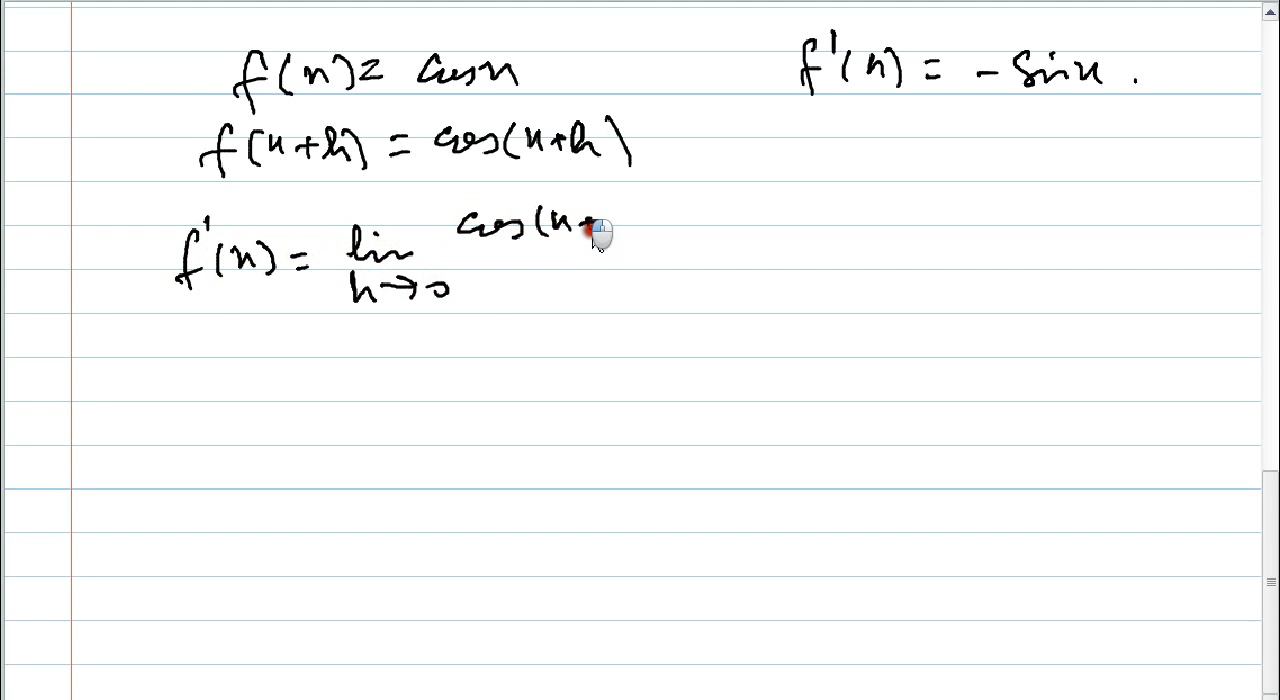 f(x) = cos x
f'(x) = - sin x .
f(x+h) = cos(x+h)
f'(x) = lim h→0 cos(x+